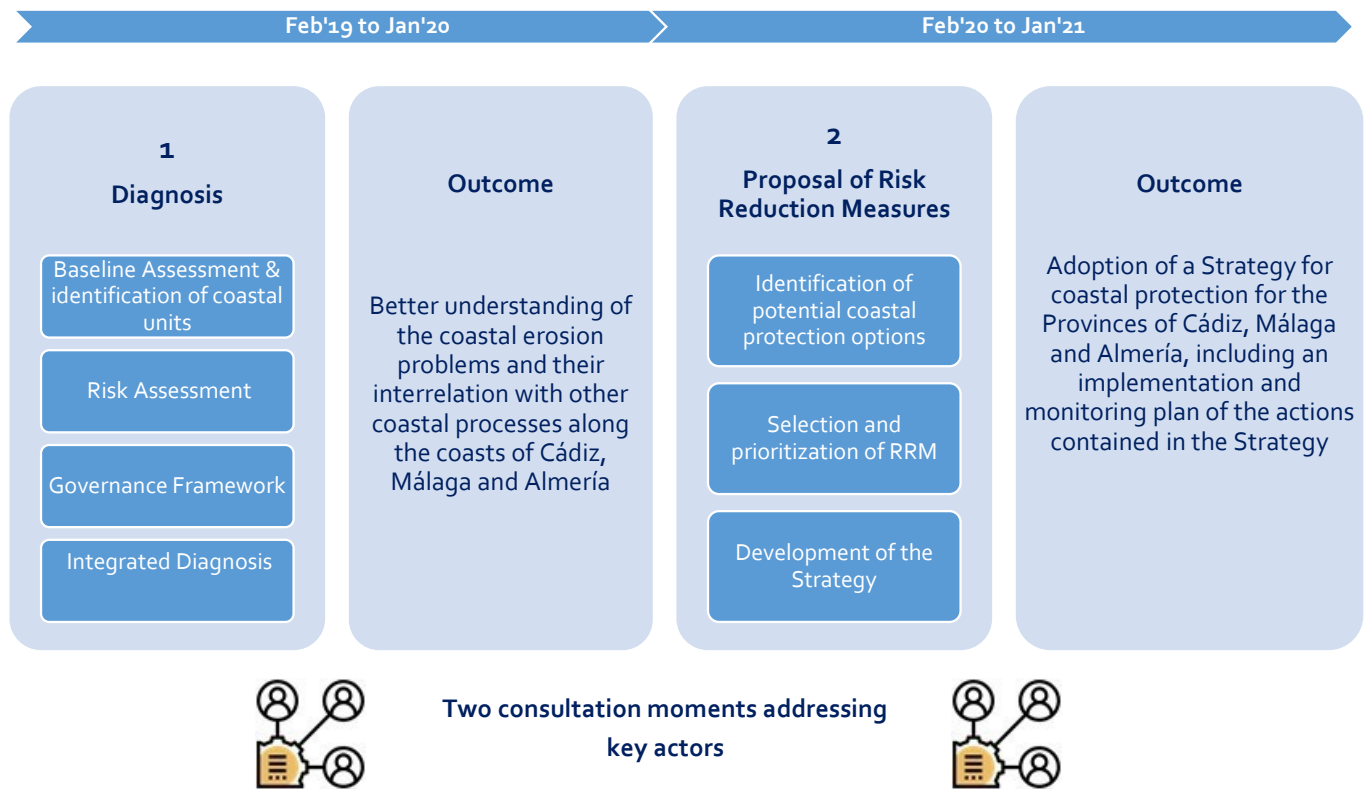 Feb'19 to Jan'20
Feb'20 to Jan'21
1
Diagnosis
Baseline Assessment &
identification of coastal
units
Risk Assessment
Governance Framework
Integrated Diagnosis
Outcome
Better understanding of
the coastal erosion
problems and their
interrelation with other
coastal processes along
the coasts of Cádiz,
Málaga and Almería
2
Proposal of Risk
Reduction Measures
Identification of
potential coastal
protection options
Selection and
prioritization of RRM
Development of the
Strategy
Outcome
Adoption of a Strategy for
coastal protection for the
Provinces of Cádiz, Málaga
and Almería, including an
implementation and
monitoring plan of the actions
contained in the Strategy
Two consultation moments addressing
key actors